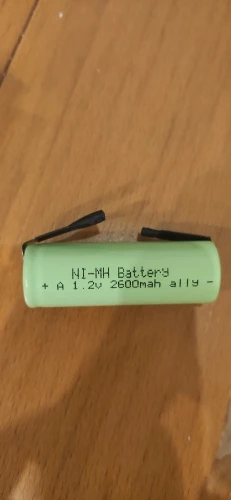 NI-MH Battery
+ A 1.2v 2600mah ally -